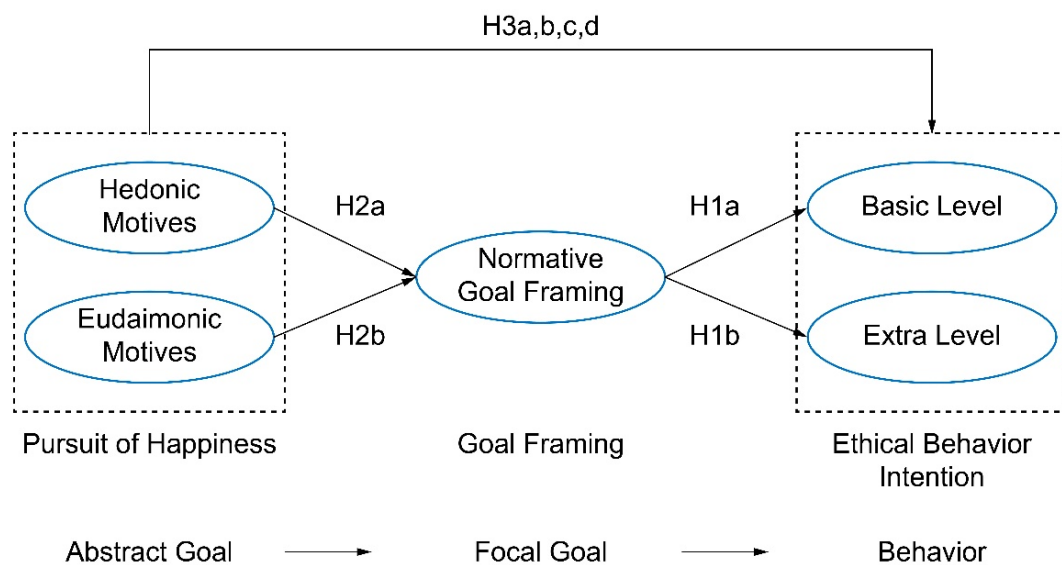 H3a,b,c,d
Hedonic
Motives
H2a
H1a
Basic Level
Normative
Goal Framing
Eudaimonic
Motives
H2b
H1b
Extra Level
Pursuit of Happiness
Goal Framing
Ethical Behavior
Intention
Abstract Goal
Focal Goal
Behavior